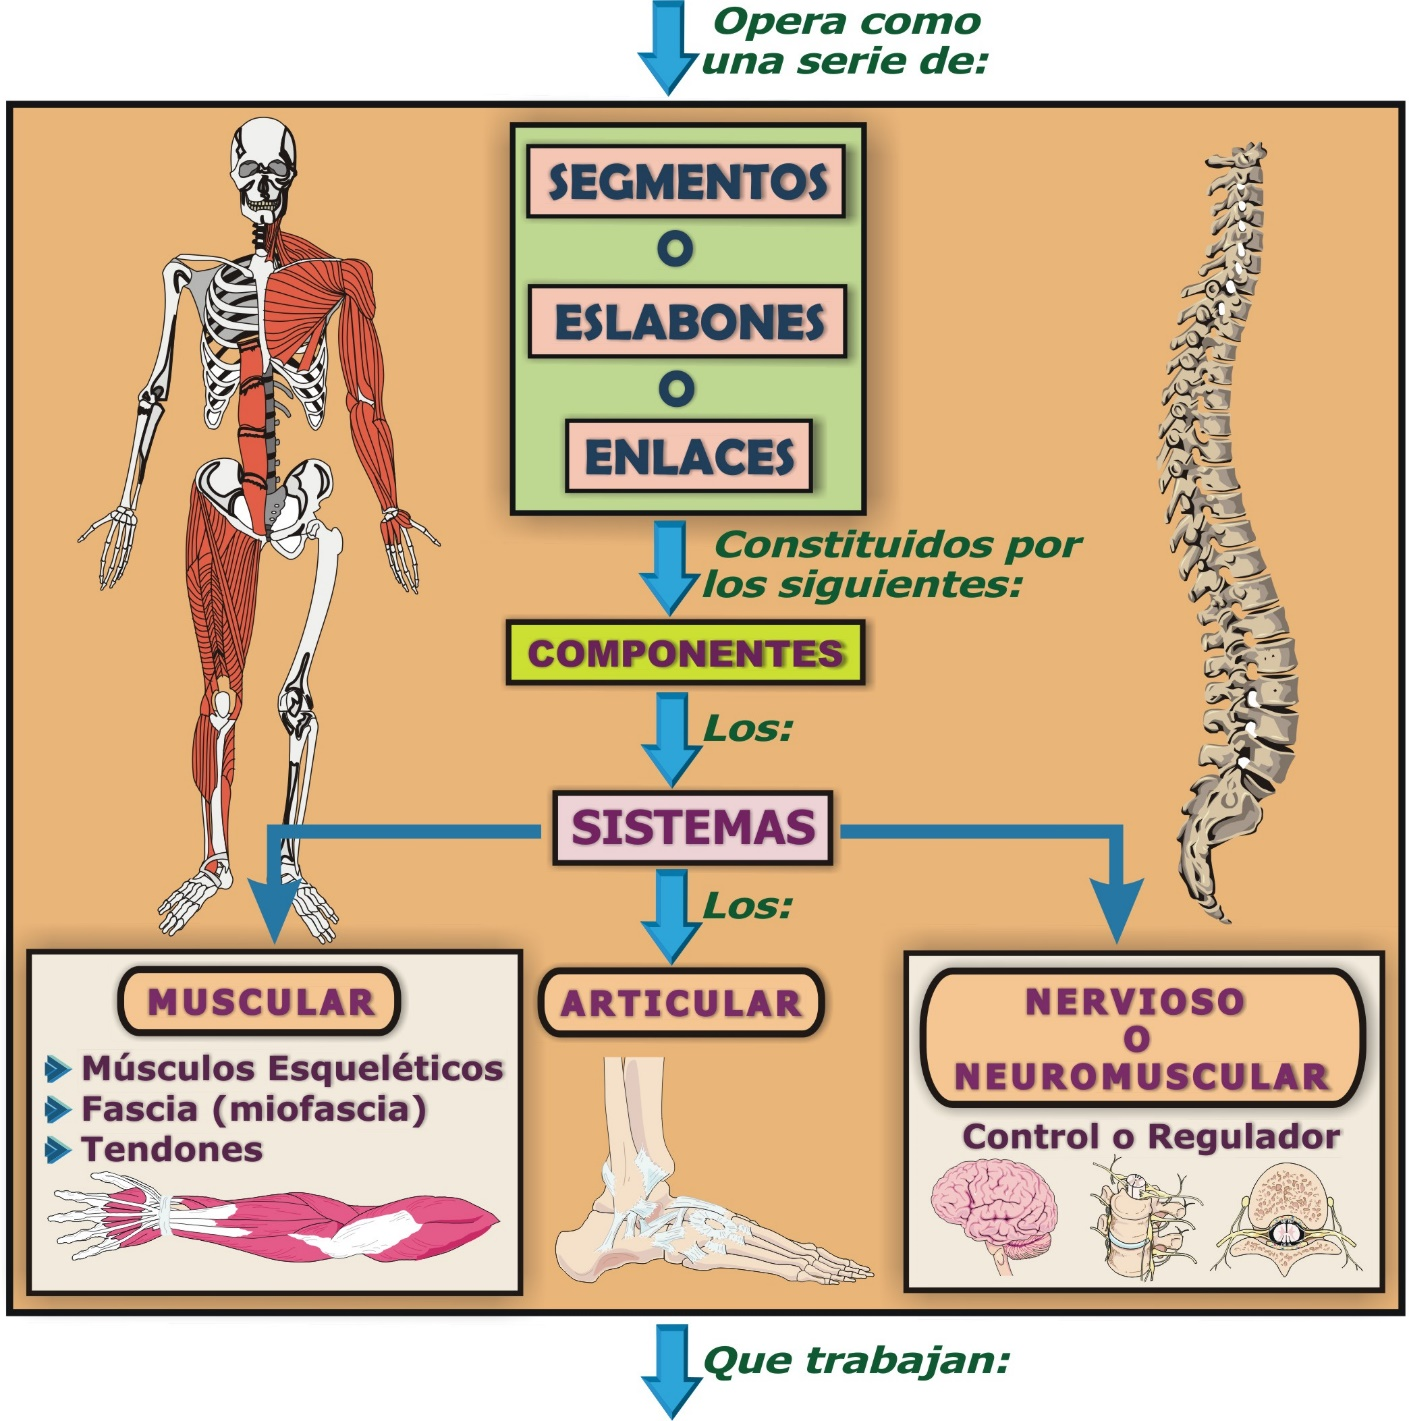 Opera como
una serie de:
SEGMENTOS
O
ESLABONES
O
ENLACES
Constituidos por
los siguientes:
COMPONENTES
Los:
SISTEMAS
Los:
MUSCULAR
Músculos Esqueléticos
Fascia (miofascia)
Tendones
ARTICULAR
NERVIOSO
O
NEUROMUSCULAR
Control o Regulador
Que trabajan: